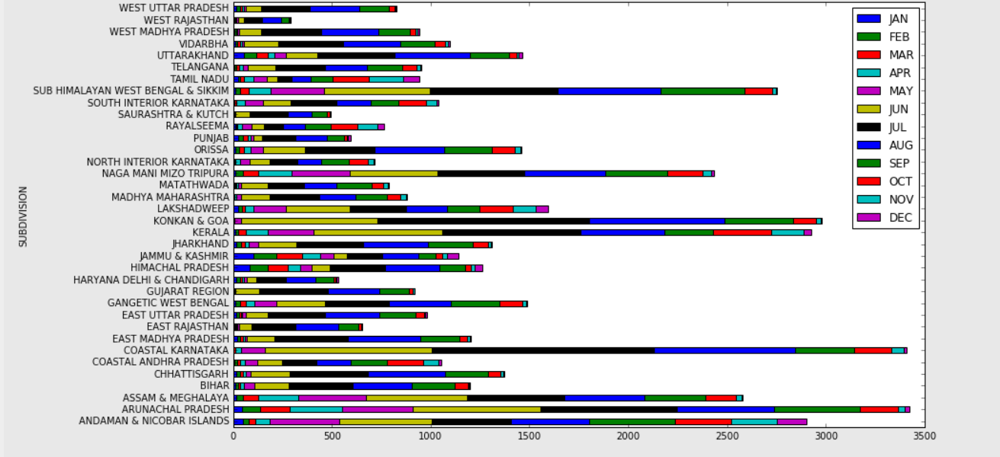 WEST UTTAR PRADESH
WEST RAJASTHAN
WEST MADHYA PRADESH
VIDARBHA
UTTARAKHAND
TELANGANA
TAMIL NADU
SUB HIMALAYAN WEST BENGAL & SIKKIM
SOUTH INTERIOR KARNATAKA
SAURASHTRA & KUTCH
RAYALSEEMA
PUNJAB
ORISSA
NORTH INTERIOR KARNATAKA
NAGA MANI MIZO TRIPURA
MATATHWADA
MADHYA MAHARASHTRA
LAKSHADWEEP
KONKAN & GOA
KERALA
JHARKHAND
JAMMU & KASHMIR
HIMACHAL PRADESH
HARYANA DELHI & CHANDIGARH
GUJARAT REGION
GANGETIC WEST BENGAL
EAST UTTAR PRADESH
EAST RAJASTHAN
EAST MADHYA PRADESH
COASTAL KARNATAKA
COASTAL ANDHRA PRADESH
CHHATTISGARH
BIHAR
ASSAM & MEGHALAYA
ARUNACHAL PRADESH
ANDAMAN & NICOBAR ISLANDS
SUBDIVISION
0 500 1000 1500 2000 2500 3000 3500
JAN
FEB
MAR
APR
MAY
JUN
JUL
AUG
SEP
OCT
NOV
DEC